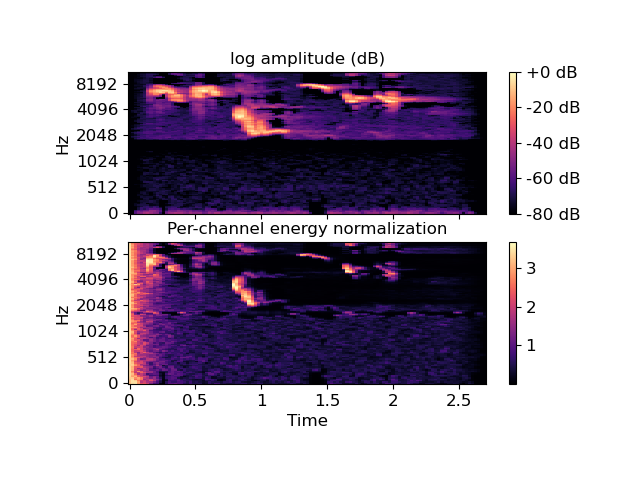 log amplitude (dB)
8192
4096
2048
1024
512
0
Hz
+0 dB
-20 dB
-40 dB
-60 dB
-80 dB
Per-channel energy normalization
8192
4096
2048
1024
512
0
Hz
3
2
1
0 0.5 1 1.5 2 2.5
Time